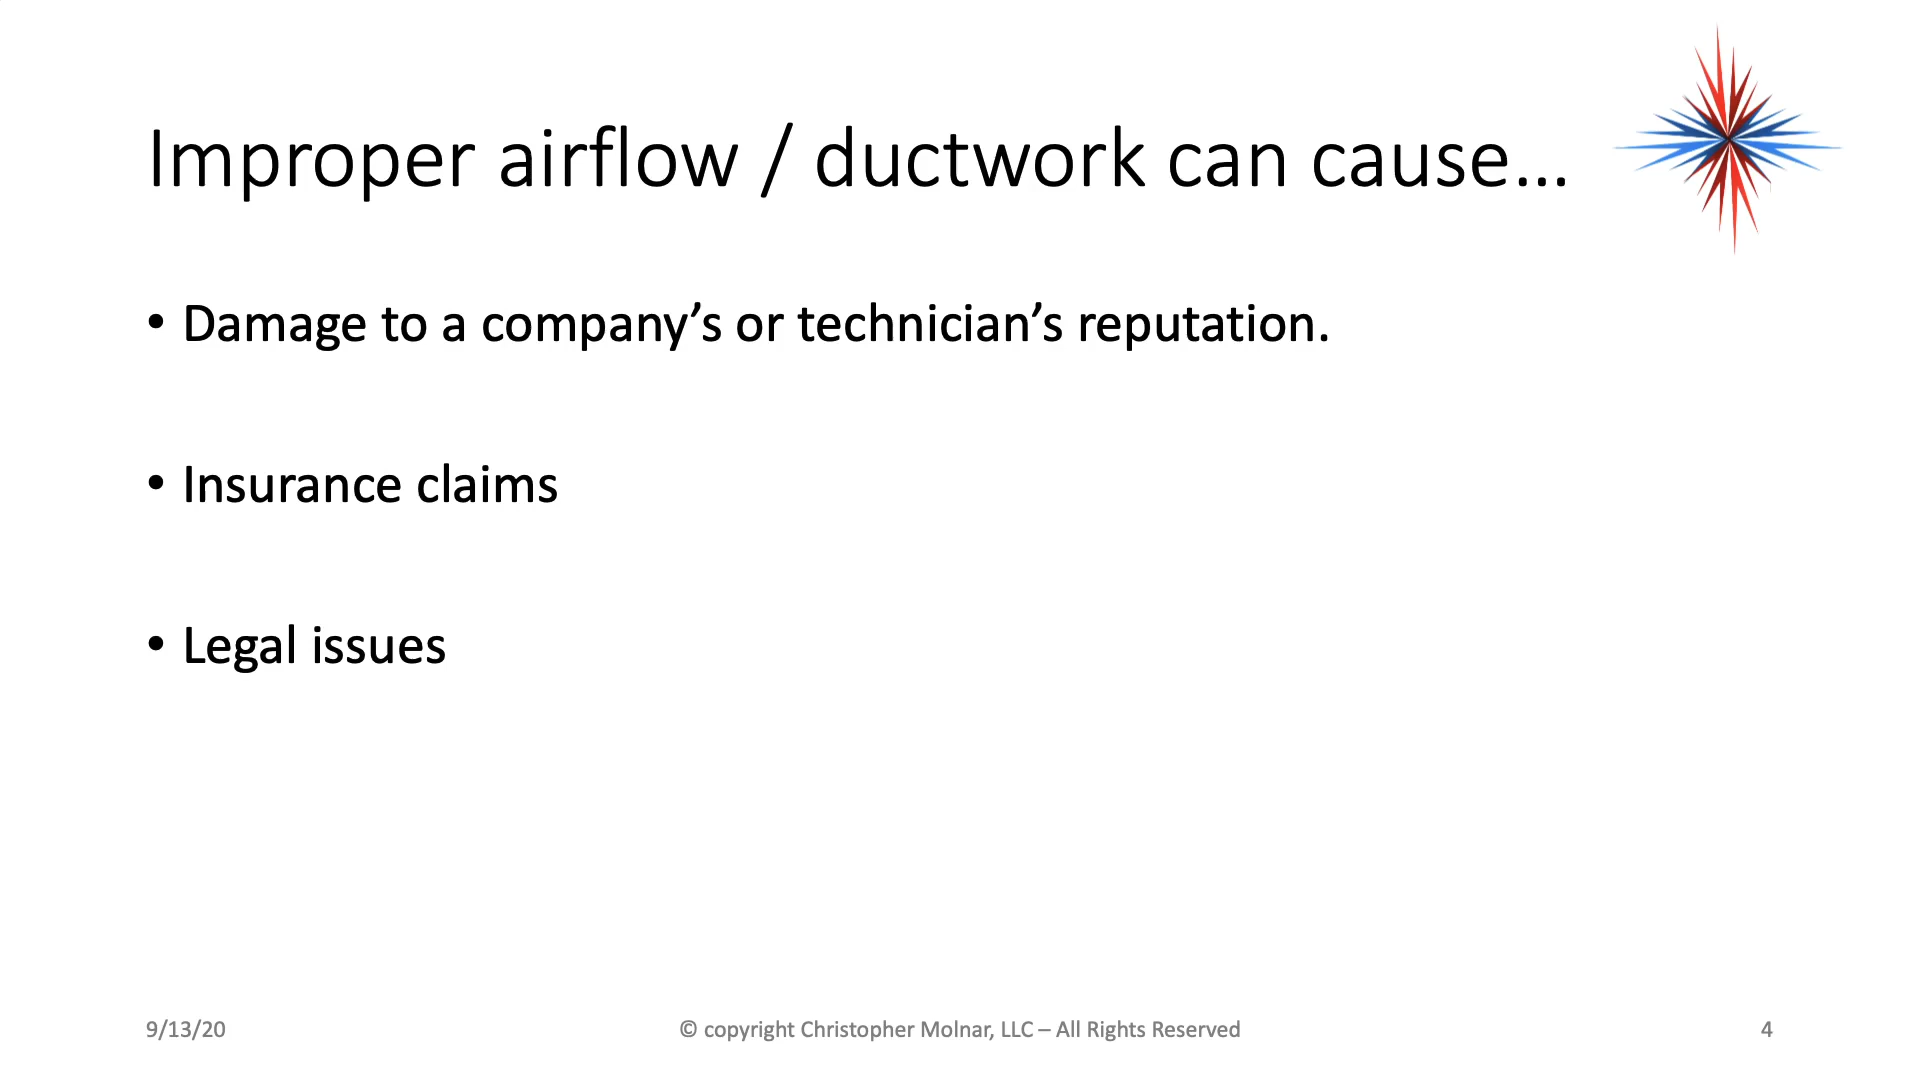 Improper airflow / ductwork can cause…
• Damage to a company’s or technician’s reputation.
• Insurance claims
• Legal issues
9/13/20
© copyright Christopher Molnar, LLC – All Rights Reserved
4